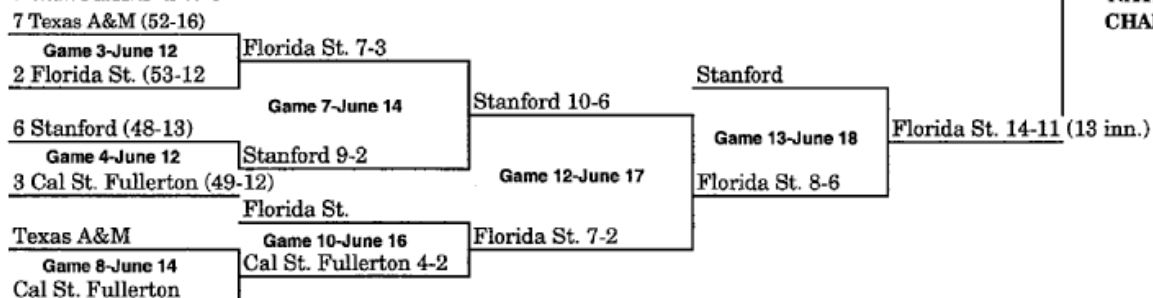 7 Texas A&M (52-16)
Game 3-June 12
Florida St. 7-3
2 Florida St. (53-12
Game 7-June 14
Stanford 10-6
6 Stanford (48-13)
Game 4-June 12
Stanford 9-2
3 Cal St. Fullerton (49-12)
Game 12-June 17
Stanford
Game 13-June 18
Florida St. 14-11 (13 inn.)
Florida St. 8-6
Florida St.
Game 10-June 16
Florida St. 7-2
Texas A&M
Game 8-June 14
Cal St. Fullerton 4-2
Cal St. Fullerton